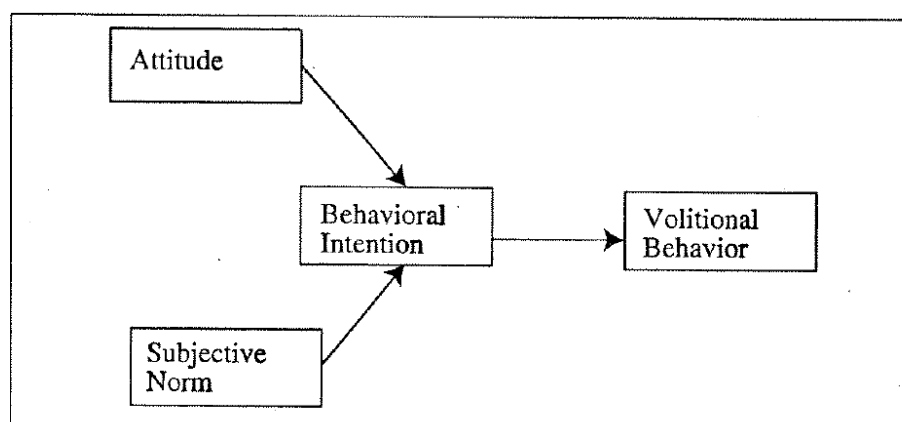 Attitude
Behavioral
Intention
Volitional
Behavior
Subjective
Norm